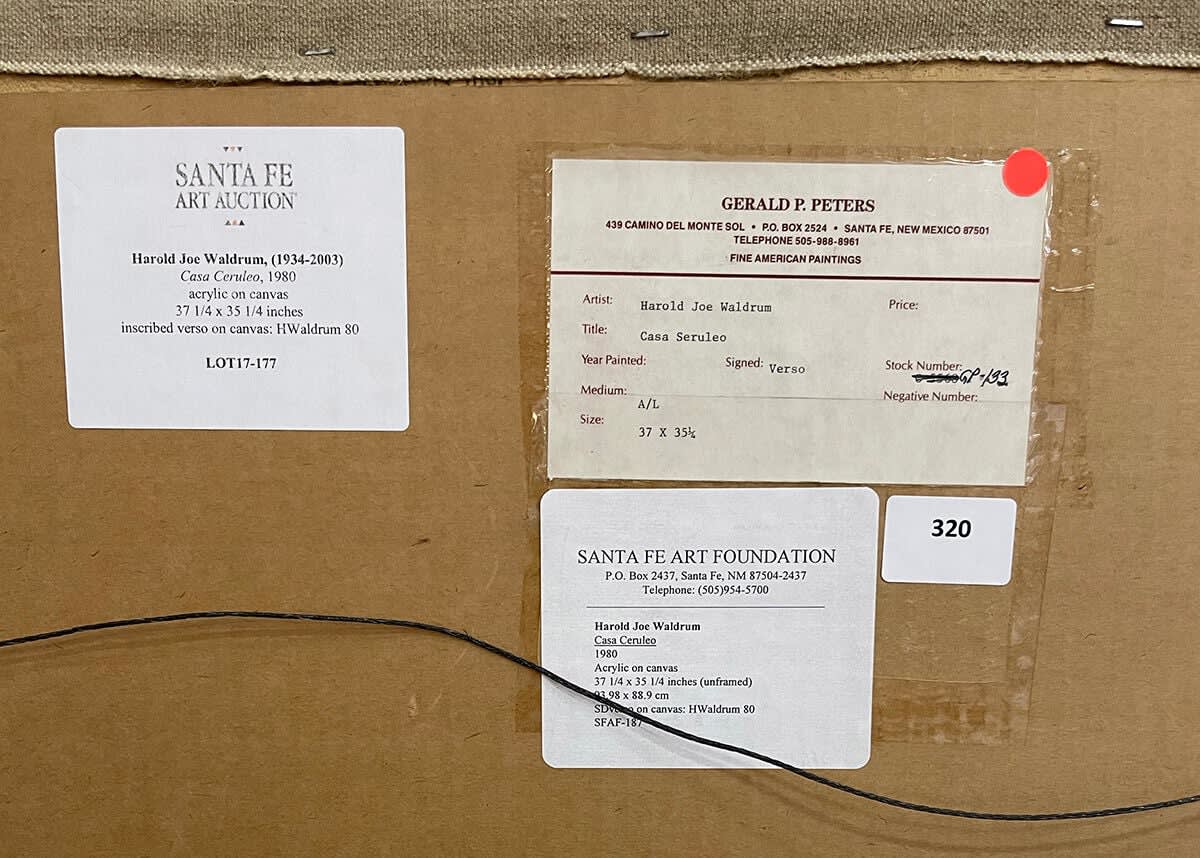 SANTA FE
ART AUCTION
Harold Joe Waldrum, (1934-2003)
Casa Ceruleo, 1980
acrylic on canvas
37 1/4 x 35 1/4 inches
inscribed verso on canvas: HWaldrum 80
LOT17-177
GERALD P. PETERS
439 CAMINO DEL MONTE SOL • P.O. BOX 2524 • SANTA FE, NEW MEXICO 87501
TELEPHONE 505-988-8961
FINE AMERICAN PAINTINGS
Artist: Harold Joe Waldrum Price:
Title: Casa Seruleo
Year Painted: Signed: Verso Stock Number: GP-133
Medium: A/L Negative Number:
Size: 37 X 35¼
SANTA FE ART FOUNDATION
P.O. Box 2437, Santa Fe, NM 87504-2437
Telephone: (505)954-5700
Harold Joe Waldrum
Casa Ceruleo
1980
Acrylic on canvas
37 1/4 x 35 1/4 inches (unframed)
93.98 x 88.9 cm
SDverso on canvas: HWaldrum 80
SFAF-187
320